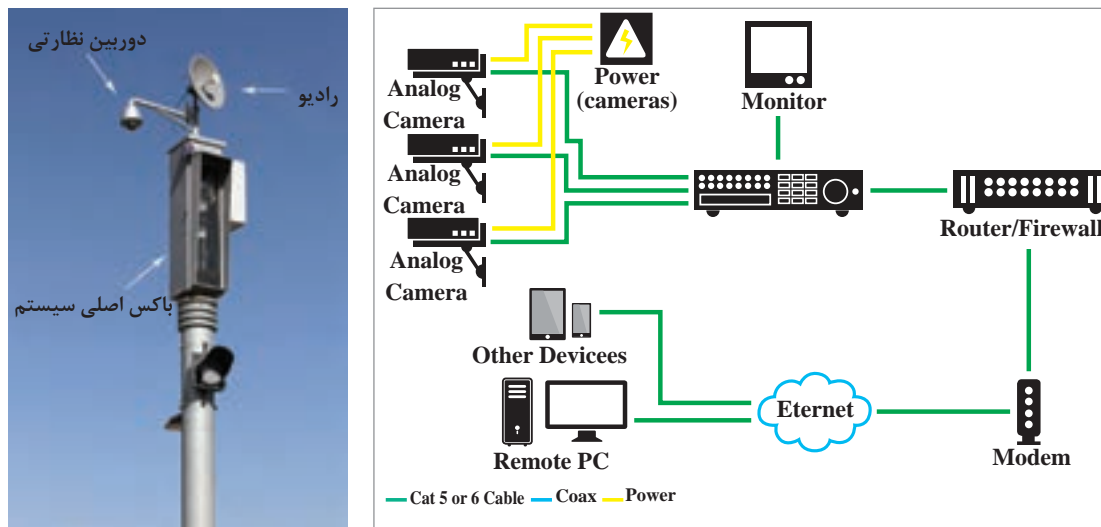 دوربین نظارتی
رادیو
باکس اصلی سیستم
Analog
Camera
Analog
Camera
Analog
Camera
Power
(cameras)
Monitor
Router/Firewall
Other Devicees
Remote PC
Eternet
Modem
Cat 5 or 6 Cable Coax Power